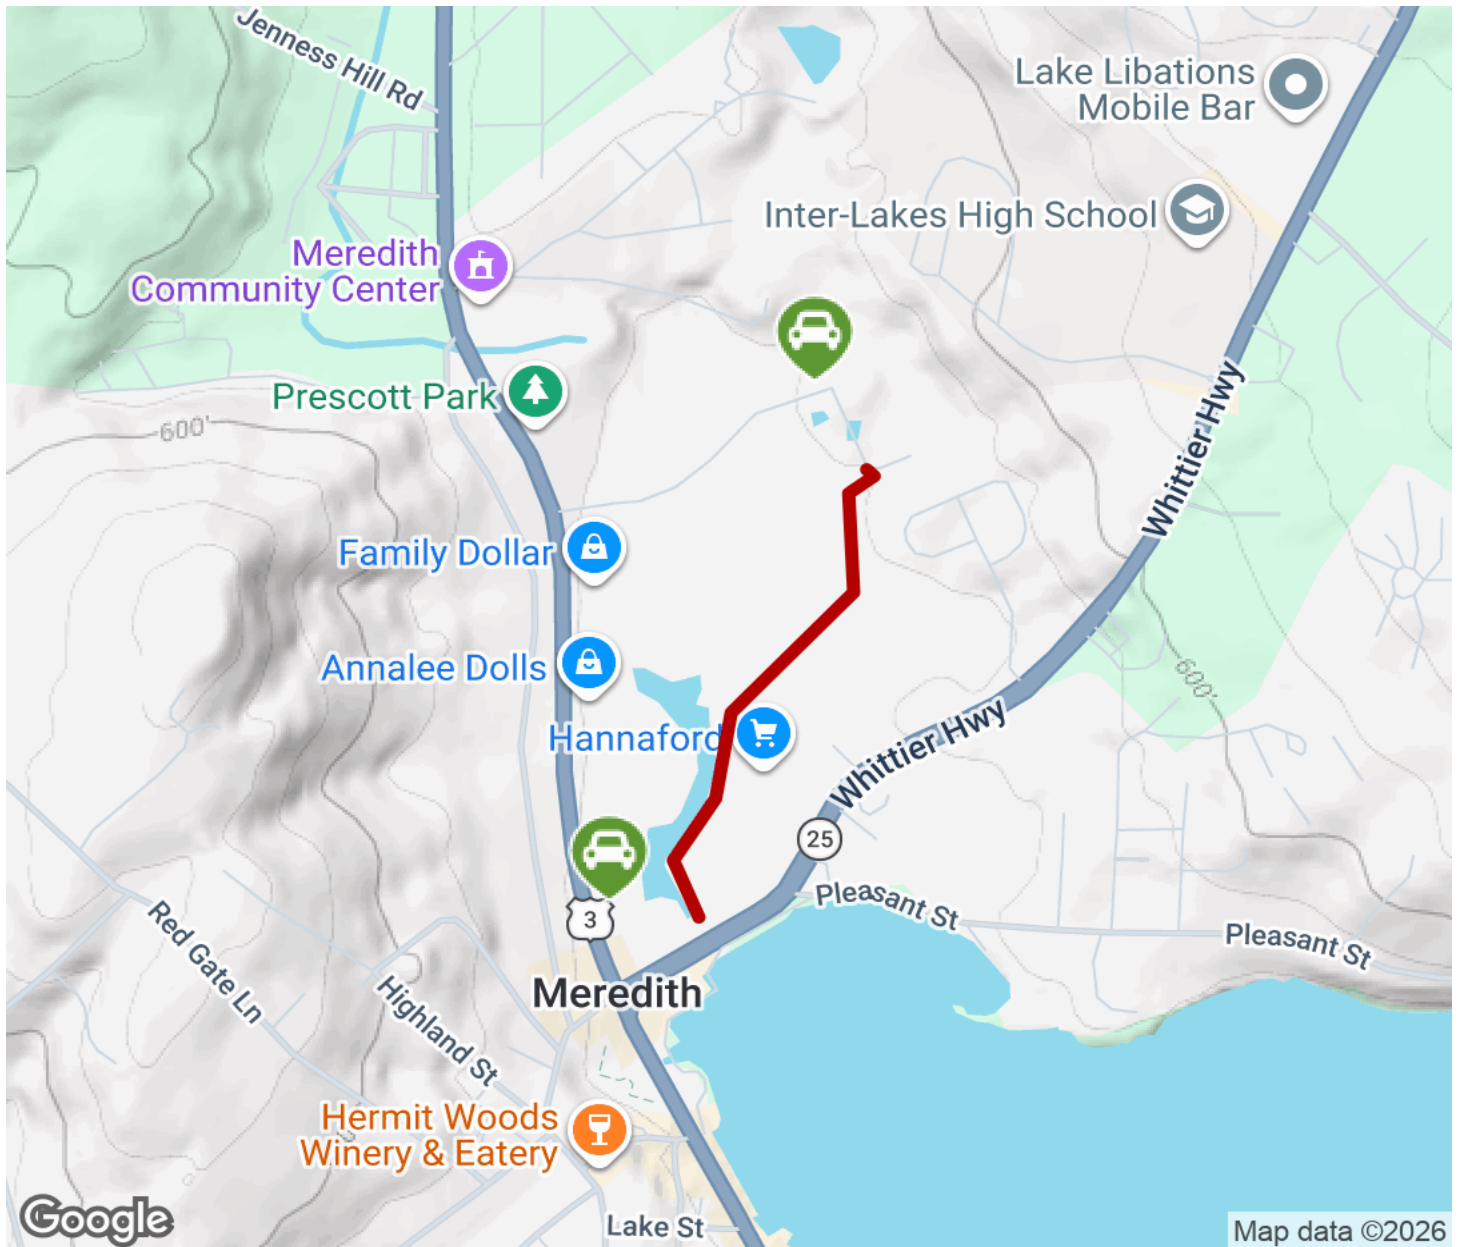 Jenness Hill Rd
Lake Libations
Mobile Bar
Inter-Lakes High School
Meredith
Community Center
Prescott Park
600'
Whittier Hwy
Family Dollar
Annalee Dolls
600'
Hannaford
Whittier Hwy
25
Pleasant St
3
Pleasant St
Red Gate Ln
Meredith
Highland St
Hermit Woods
Winery & Eatery
Lake St
Google
Map data ©2026